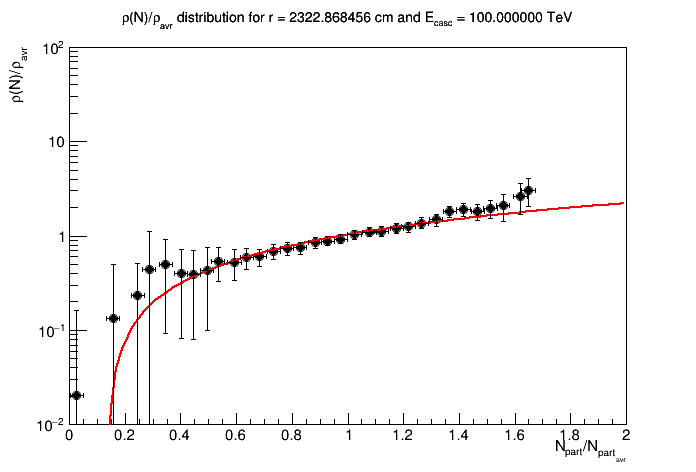 ρ(N)/ρavr distribution for r = 2322.868456 cm and Ecasc = 100.000000 TeV
ρ(N)/ρavr
10²
10
1
10⁻¹
10⁻²
0 0.2 0.4 0.6 0.8 1 1.2 1.4 1.6 1.8 2
Npart/Npartavr